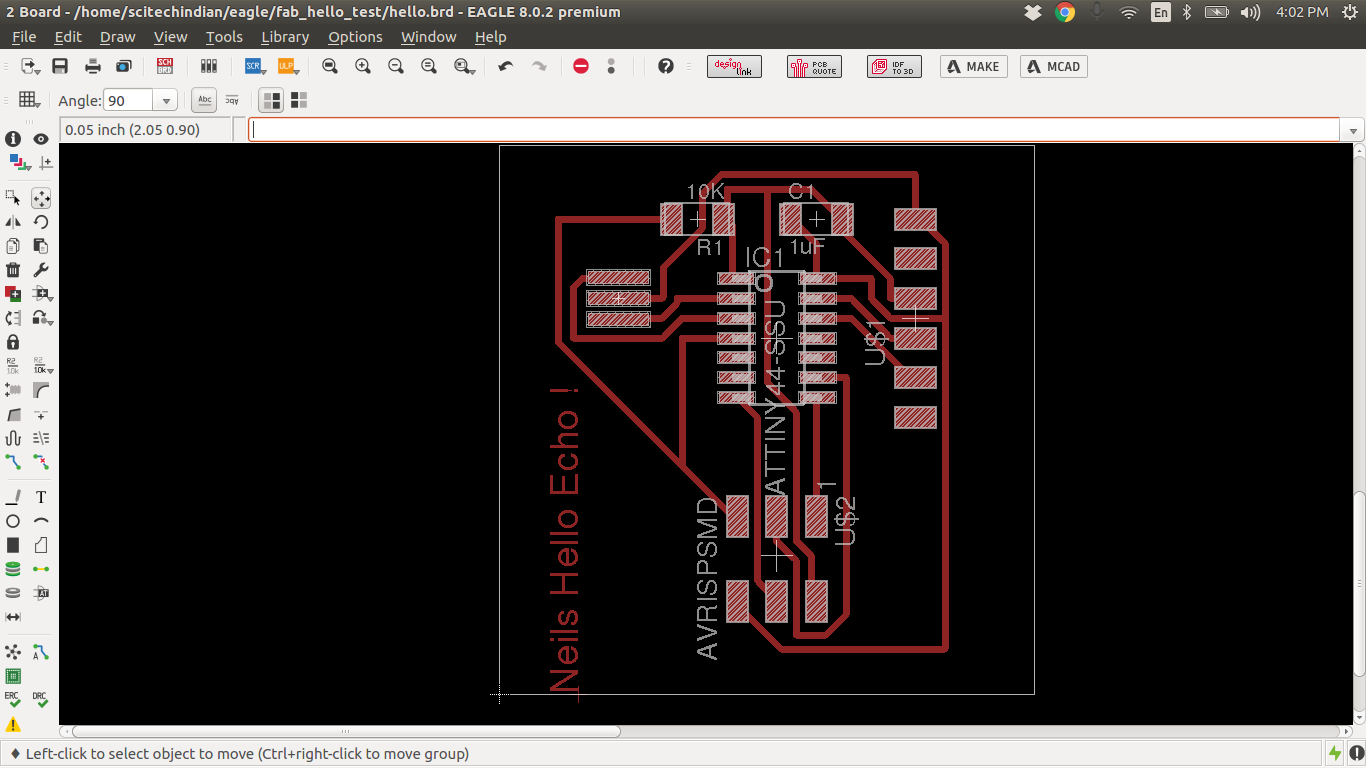 2 Board - /home/scitechindian/eagle/fab_hello_test/hello.brd - EAGLE 8.0.2 premium
En
4:02 PM
File Edit Draw View Tools Library Options Window Help
SCH
BRD
SCR
ULP
design
link
PCB
QUOTE
IDF
TO 3D
MAKE
MCAD
Angle: 90
Abc
Abc
0.05 inch (2.05 0.90)
10K
C1
R1
1uF
IC1
ATTINY44-SSU
U$1
1
U$2
AVRISPSMD
Neils Hello Echo !
R2
10k
R2
10k
T
AT
A
ERC
DRC
Left-click to select object to move (Ctrl+right-click to move group)